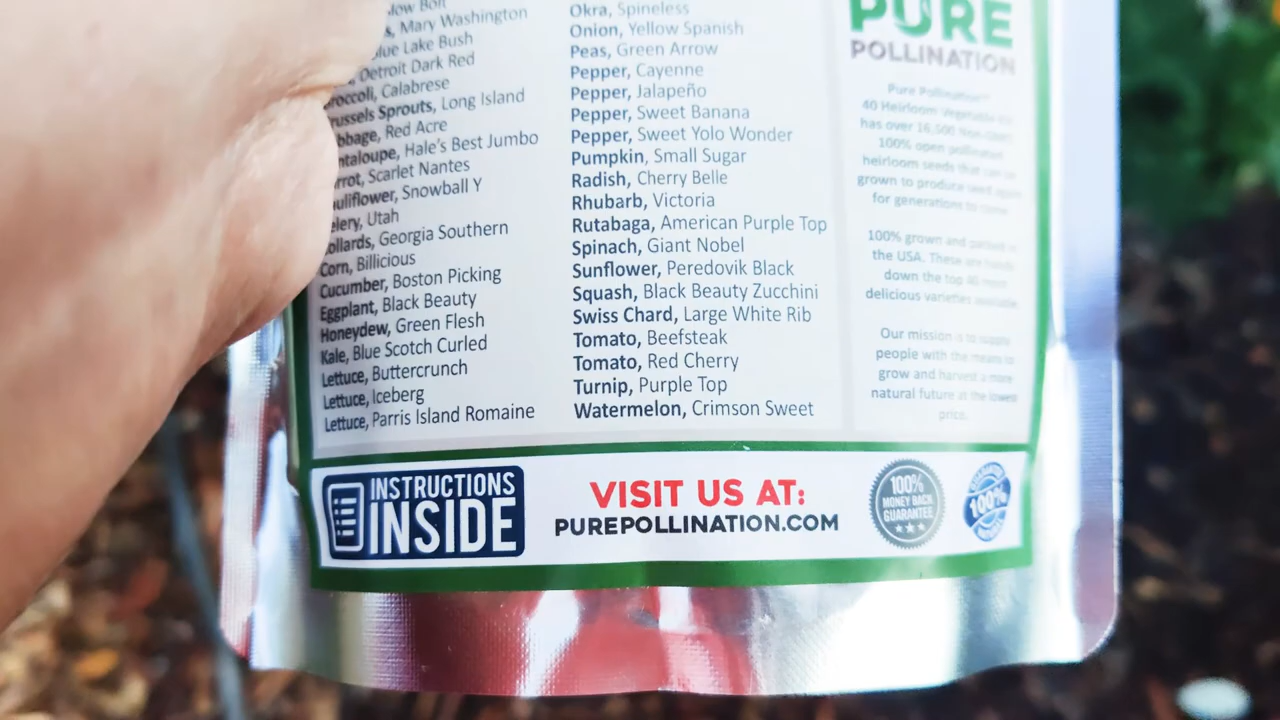 Mary Washington
Lake Bush
Detroit Dark Red
Calabrese
Sprouts, Long Island
Red Acre
Hale's Best Jumbo
Scarlet Nantes
Snowball Y
Utah
Georgia Southern
Corn, Billicious
Cucumber, Boston Picking
Eggplant, Black Beauty
Honeydew, Green Flesh
Kale, Blue Scotch Curled
Lettuce, Buttercrunch
Lettuce, Iceberg
Lettuce, Parris Island Romaine
Okra, Spineless
Onion, Yellow Spanish
Peas, Green Arrow
Pepper, Cayenne
Pepper, Jalapeño
Pepper, Sweet Banana
Pepper, Sweet Yolo Wonder
Pumpkin, Small Sugar
Radish, Cherry Belle
Rhubarb, Victoria
Rutabaga, American Purple Top
Spinach, Giant Nobel
Sunflower, Peredovik Black
Squash, Black Beauty Zucchini
Swiss Chard, Large White Rib
Tomato, Beefsteak
Tomato, Red Cherry
Turnip, Purple Top
Watermelon, Crimson Sweet
PURE
POLLINATION
Pure Pollination
40 Heirloom Vegetable
has over 16,500
100% open pollinated
heirloom seeds that can be
grown to produce seed again
for generations to come.
100% grown and packed in
the USA. These are hands
down the top 40 most
delicious varieties available.
Our mission is to supply
people with the means to
grow and harvest a more
natural future at the lowest
price.
INSTRUCTIONS
INSIDE
VISIT US AT:
PUREPOLLINATION.COM
100%
MONEY BACK
GUARANTEE
100%